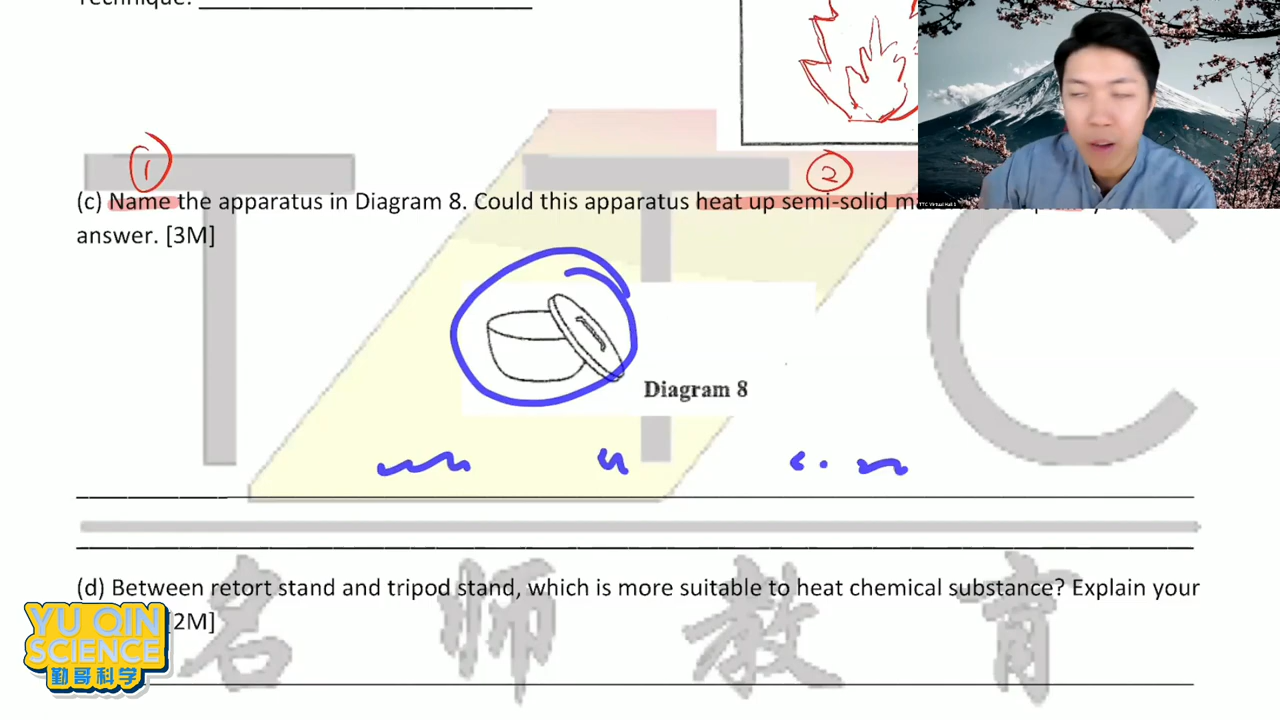 Technique:
①
②
(c) Name the apparatus in Diagram 8. Could this apparatus heat up semi-solid
answer. [3M]
Diagram 8
(d) Between retort stand and tripod stand, which is more suitable to heat chemical substance? Explain your
[2M]
TTC
名师教育
YU QIN
SCIENCE
勤哥科学